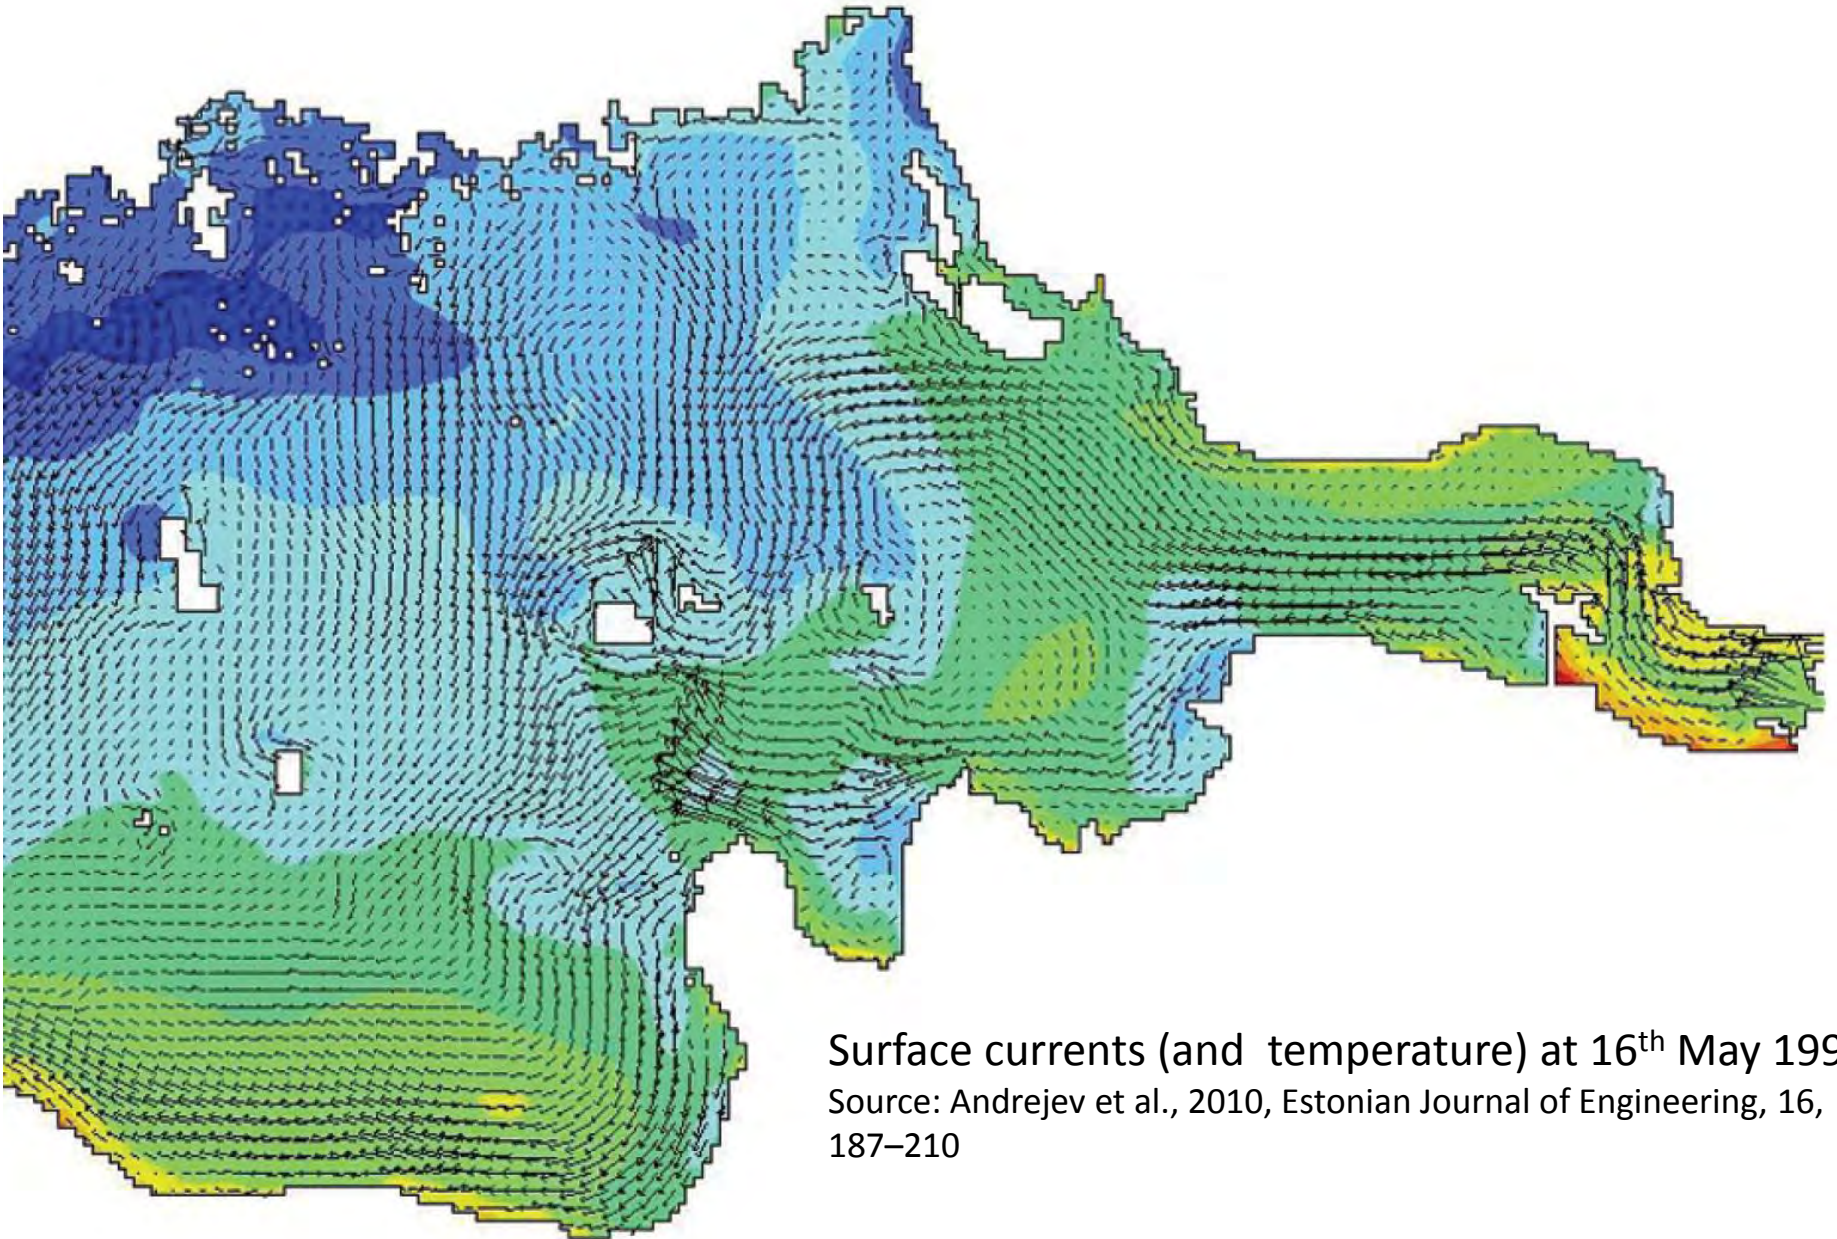 Surface currents (and temperature) at 16th May 199
Source: Andrejev et al., 2010, Estonian Journal of Engineering, 16,
187–210